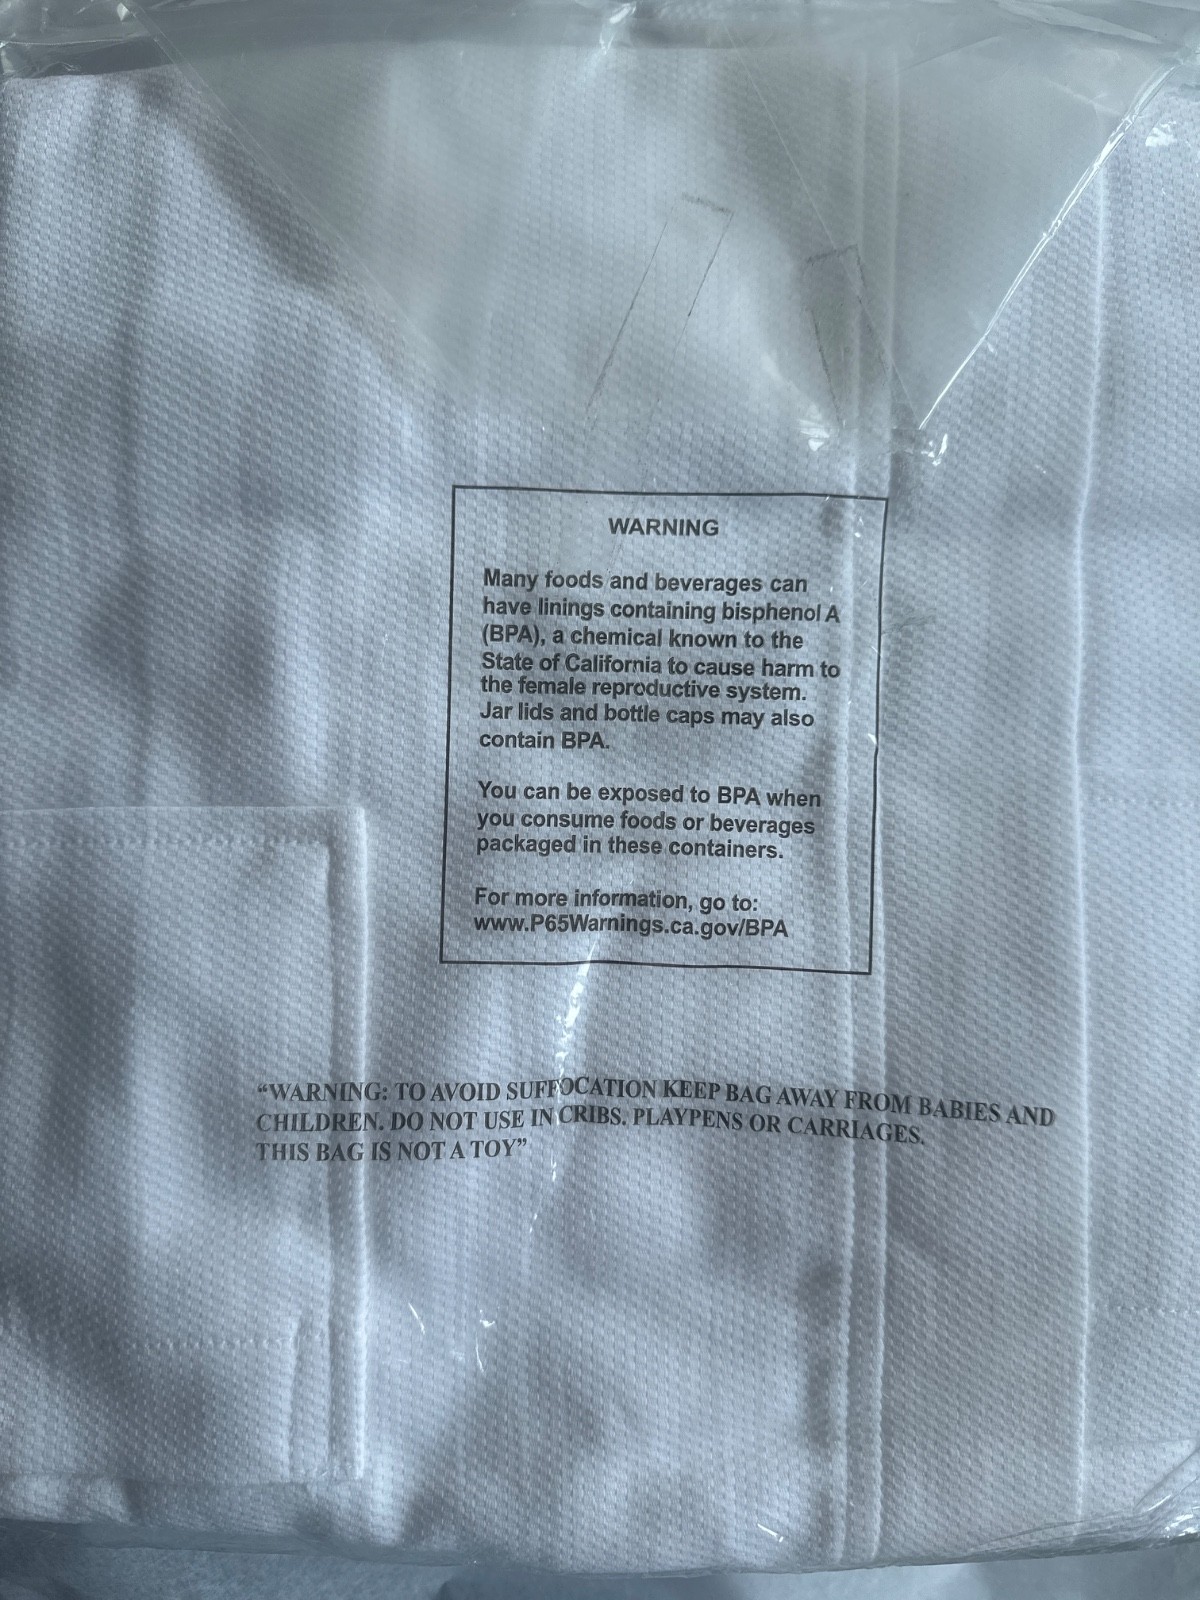 WARNING
Many foods and beverages can
have linings containing bisphenol A
(BPA), a chemical known to the
State of California to cause harm to
the female reproductive system.
Jar lids and bottle caps may also
contain BPA.
You can be exposed to BPA when
you consume foods or beverages
packaged in these containers.
For more information, go to:
www.P65Warnings.ca.gov/BPA
“WARNING: TO AVOID SUFFOCATION KEEP BAG AWAY FROM BABIES AND
CHILDREN. DO NOT USE IN CRIBS. PLAYPENS OR CARRIAGES.
THIS BAG IS NOT A TOY”